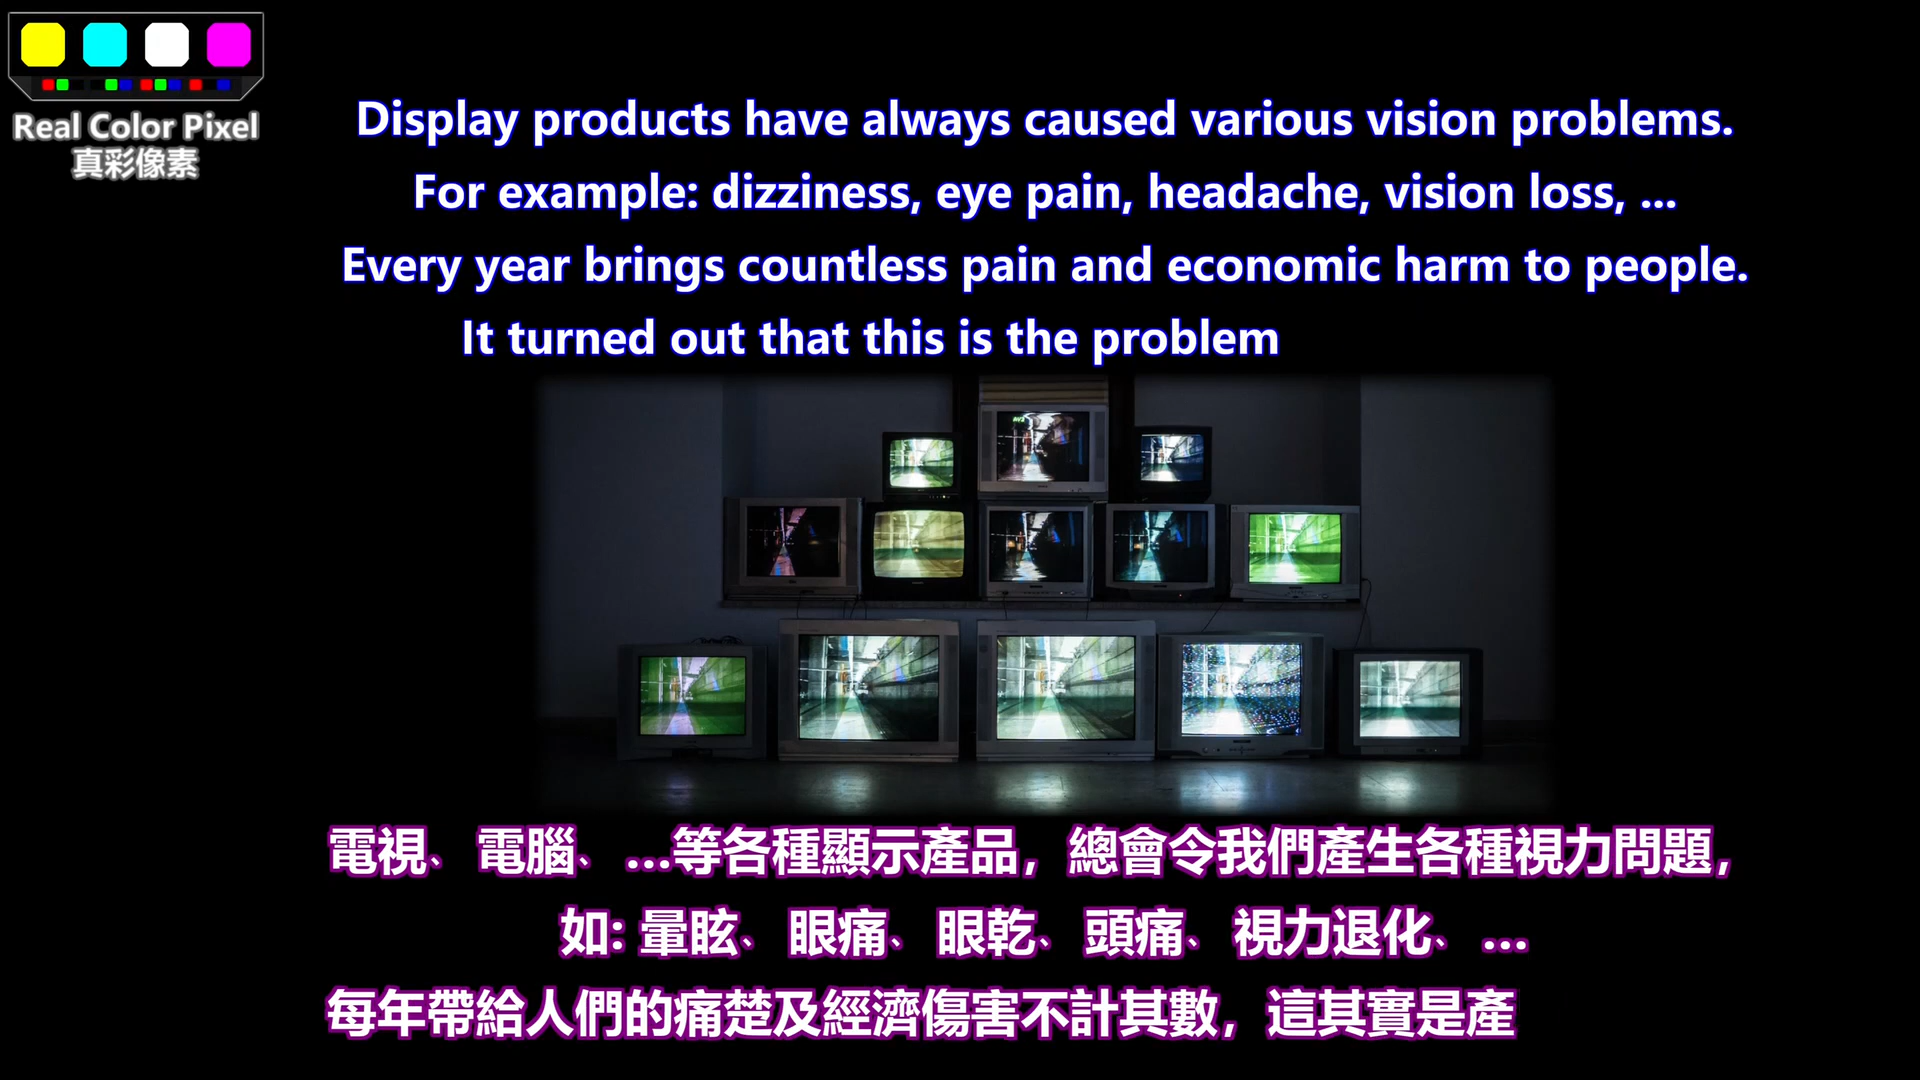 Real Color Pixel
真彩像素
Display products have always caused various vision problems.
For example: dizziness, eye pain, headache, vision loss, ...
Every year brings countless pain and economic harm to people.
It turned out that this is the problem
電視、電腦、...等各種顯示產品，總會令我們產生各種視力問題，
如: 暈眩、眼痛、眼乾、頭痛、視力退化、...
每年帶給人們的痛楚及經濟傷害不計其數，這其實是產